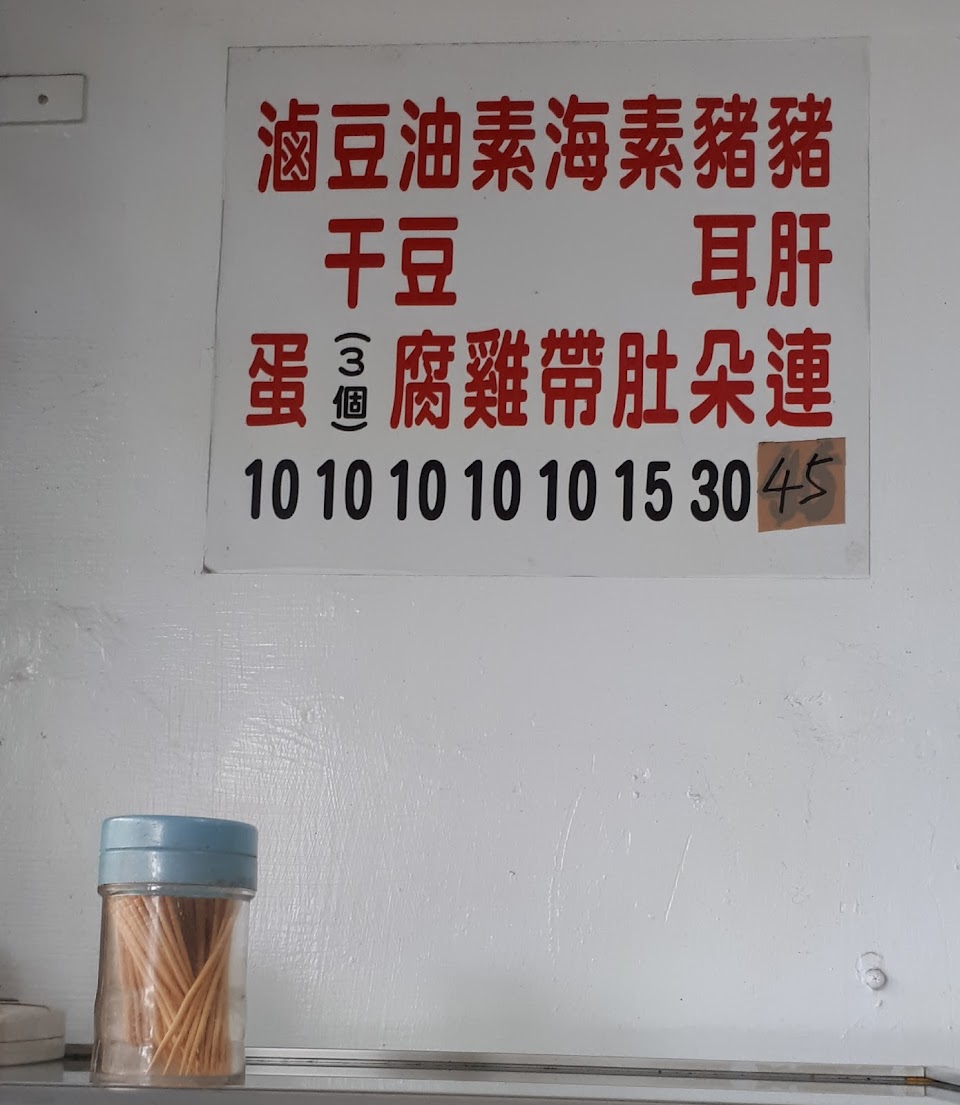 豬肝連 45
豬耳朵 30
素肚 15
海帶 10
素雞 10
油豆腐 10
豆干(3個) 10
滷蛋 10